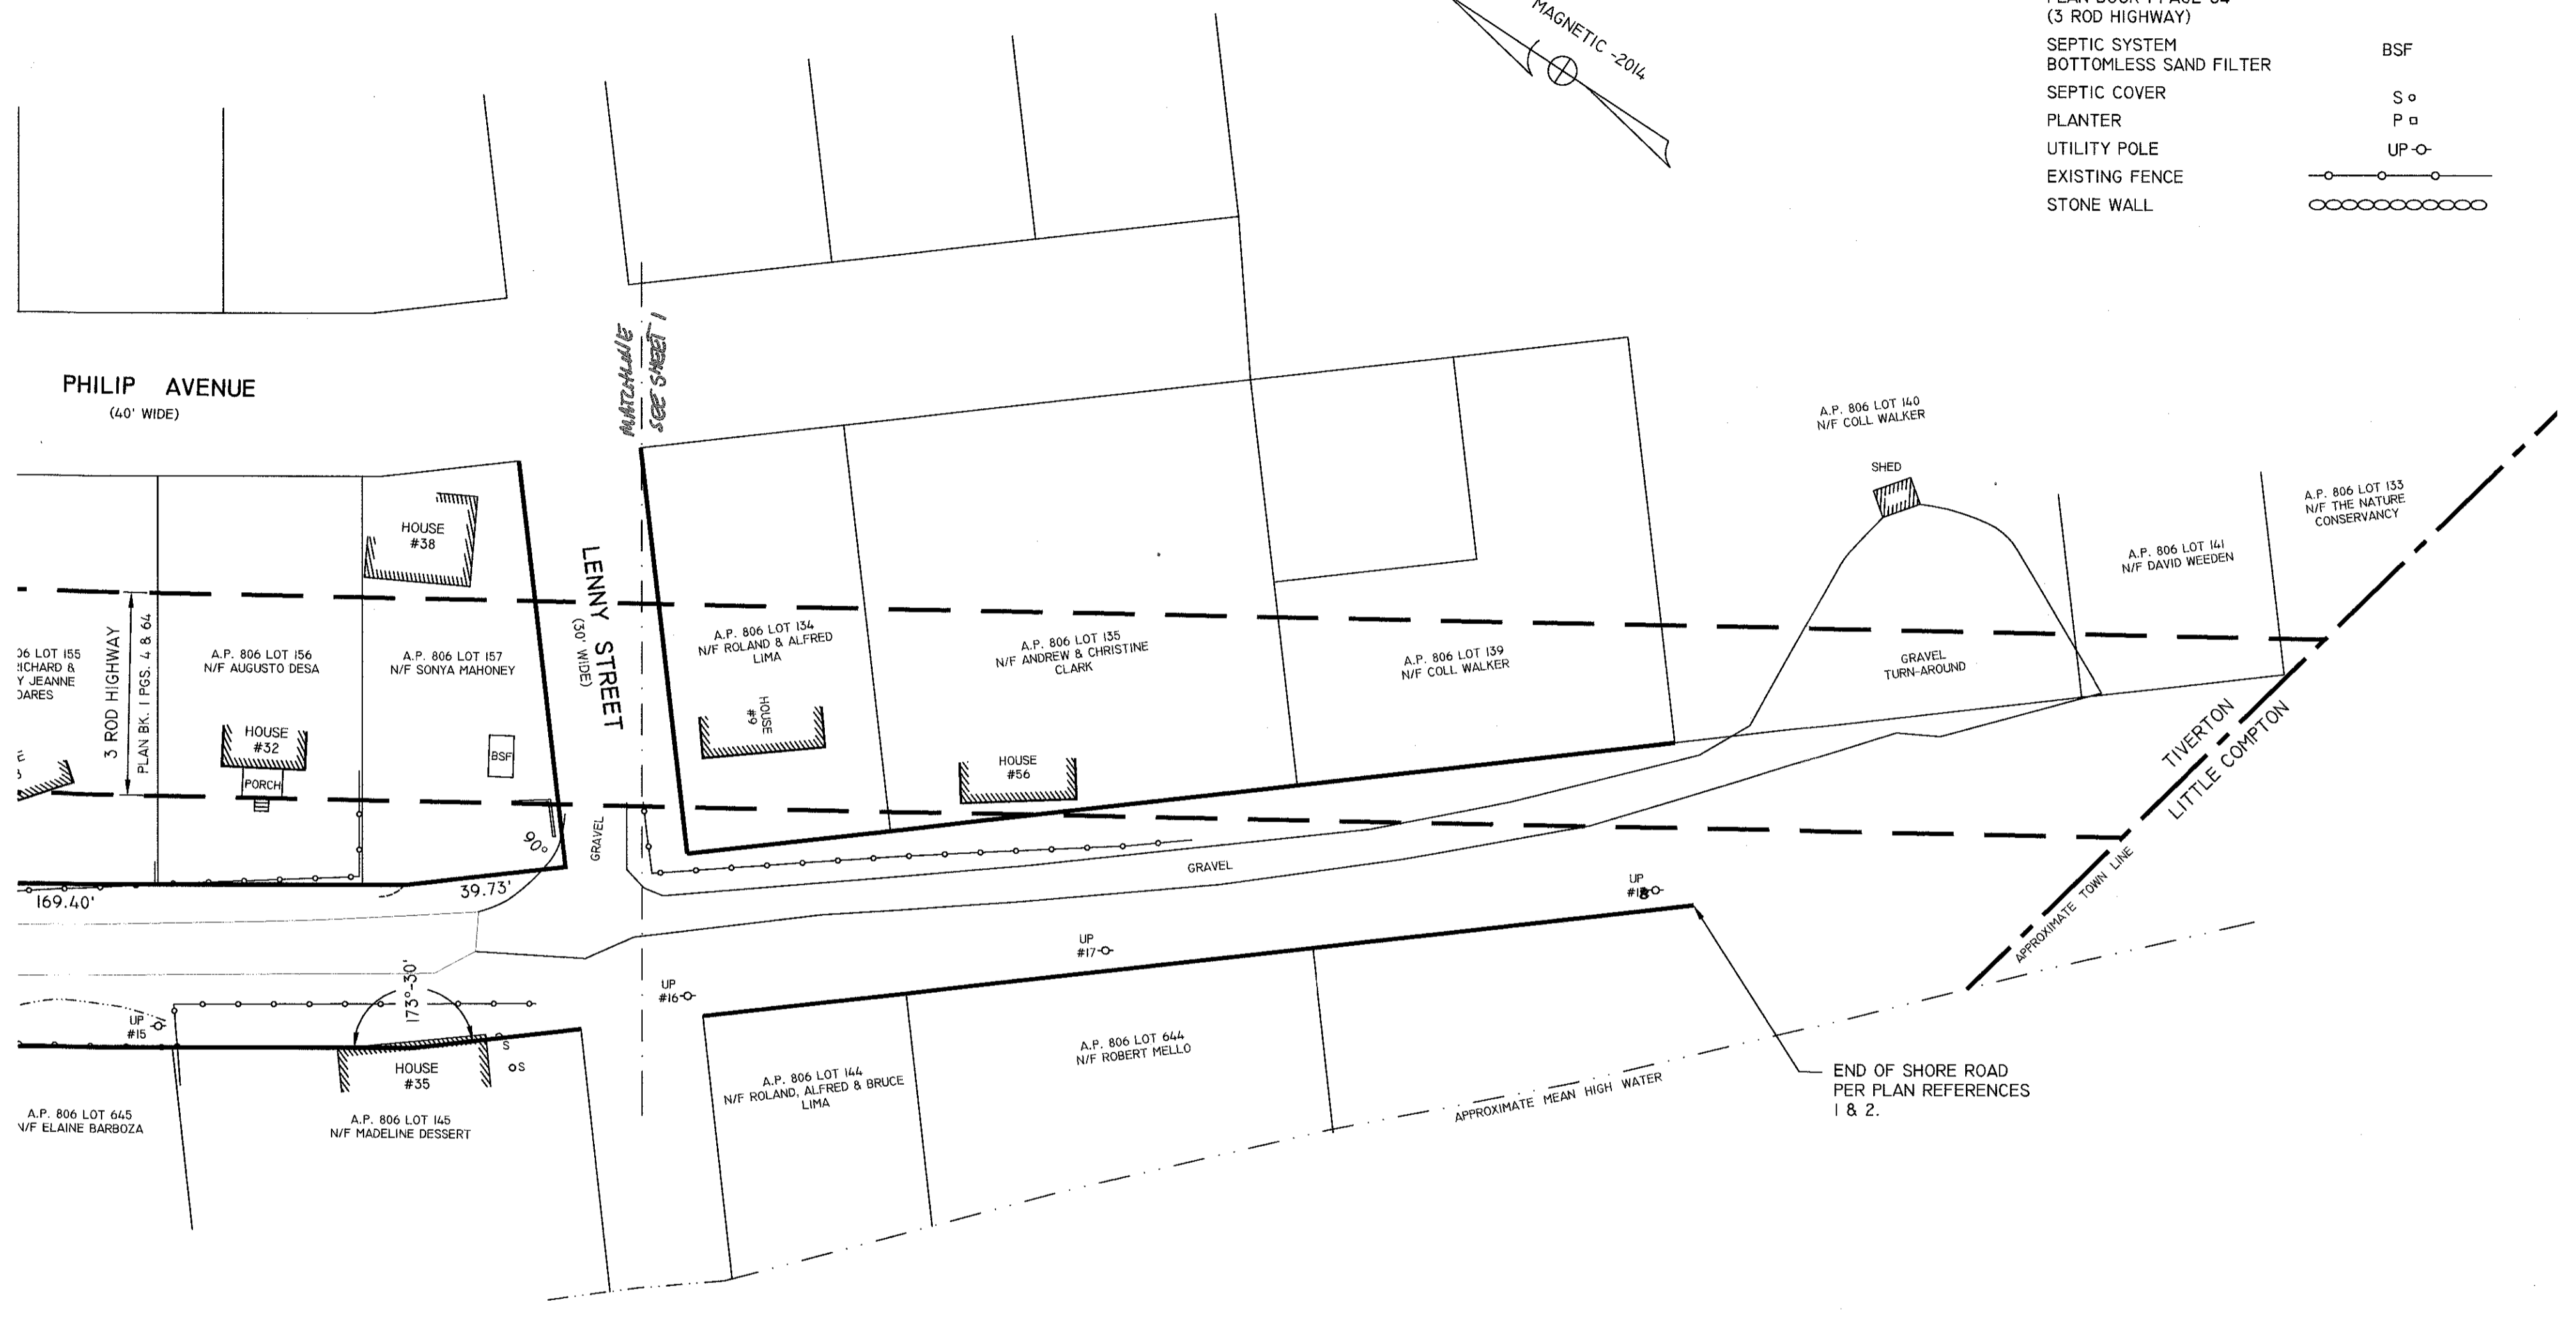 MAGNETIC -2014
(3 ROD HIGHWAY)
SEPTIC SYSTEM
BOTTOMLESS SAND FILTER
BSF
SEPTIC COVER
S
PLANTER
P
UTILITY POLE
UP
EXISTING FENCE
STONE WALL
PHILIP AVENUE
(40' WIDE)
MATCHLINE
SEE SHEET 1
A.P. 806 LOT 140
N/F COLL WALKER
SHED
A.P. 806 LOT 133
N/F THE NATURE
CONSERVANCY
A.P. 806 LOT 141
N/F DAVID WEEDEN
HOUSE
#38
LENNY STREET
(30' WIDE)
3 ROD HIGHWAY
PLAN BK. 1 PGS. 4 & 64
06 LOT 155
ICHARD &
Y JEANNE
OARES
A.P. 806 LOT 156
N/F AUGUSTO DESA
A.P. 806 LOT 157
N/F SONYA MAHONEY
A.P. 806 LOT 134
N/F ROLAND & ALFRED
LIMA
A.P. 806 LOT 135
N/F ANDREW & CHRISTINE
CLARK
A.P. 806 LOT 139
N/F COLL WALKER
GRAVEL
TURN-AROUND
HOUSE
#32
PORCH
BSF
HOUSE
#9
HOUSE
#56
TIVERTON
LITTLE COMPTON
APPROXIMATE TOWN LINE
90°
GRAVEL
GRAVEL
169.40'
39.73'
UP
#18
UP
#17
UP
#16
UP
#15
173°-30'
S
S
HOUSE
#35
A.P. 806 LOT 645
N/F ELAINE BARBOZA
A.P. 806 LOT 145
N/F MADELINE DESSERT
A.P. 806 LOT 144
N/F ROLAND, ALFRED & BRUCE
LIMA
A.P. 806 LOT 644
N/F ROBERT MELLO
APPROXIMATE MEAN HIGH WATER
END OF SHORE ROAD
PER PLAN REFERENCES
1 & 2.